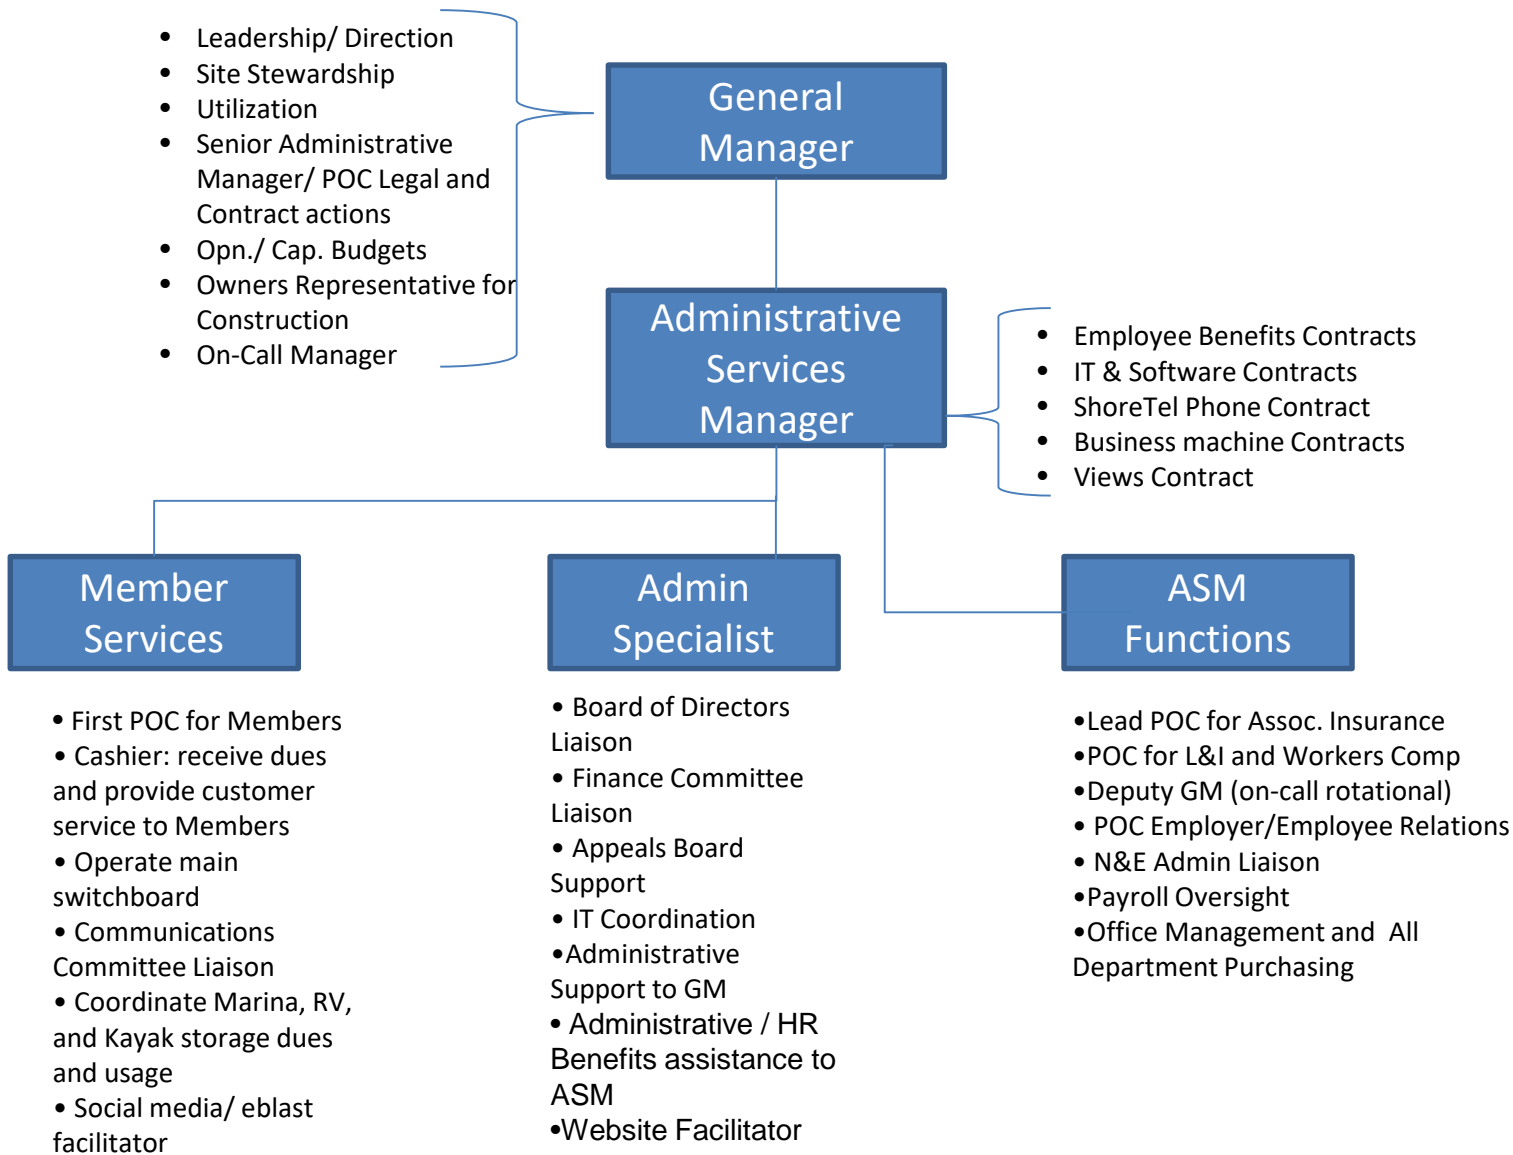 • Leadership/ Direction
• Site Stewardship
• Utilization
• Senior Administrative
Manager/ POC Legal and
Contract actions
• Opn./ Cap. Budgets
• Owners Representative for
Construction
• On-Call Manager
General
Manager
Administrative
Services
Manager
• Employee Benefits Contracts
• IT & Software Contracts
• ShoreTel Phone Contract
• Business machine Contracts
• Views Contract
Member
Services
• First POC for Members
• Cashier: receive dues
and provide customer
service to Members
• Operate main
switchboard
• Communications
Committee Liaison
• Coordinate Marina, RV,
and Kayak storage dues
and usage
• Social media/ eblast
facilitator
Admin
Specialist
• Board of Directors
Liaison
• Finance Committee
Liaison
• Appeals Board
Support
• IT Coordination
•Administrative
Support to GM
• Administrative / HR
Benefits assistance to
ASM
•Website Facilitator
ASM
Functions
•Lead POC for Assoc. Insurance
•POC for L&I and Workers Comp
•Deputy GM (on-call rotational)
• POC Employer/Employee Relations
• N&E Admin Liaison
•Payroll Oversight
•Office Management and All
Department Purchasing